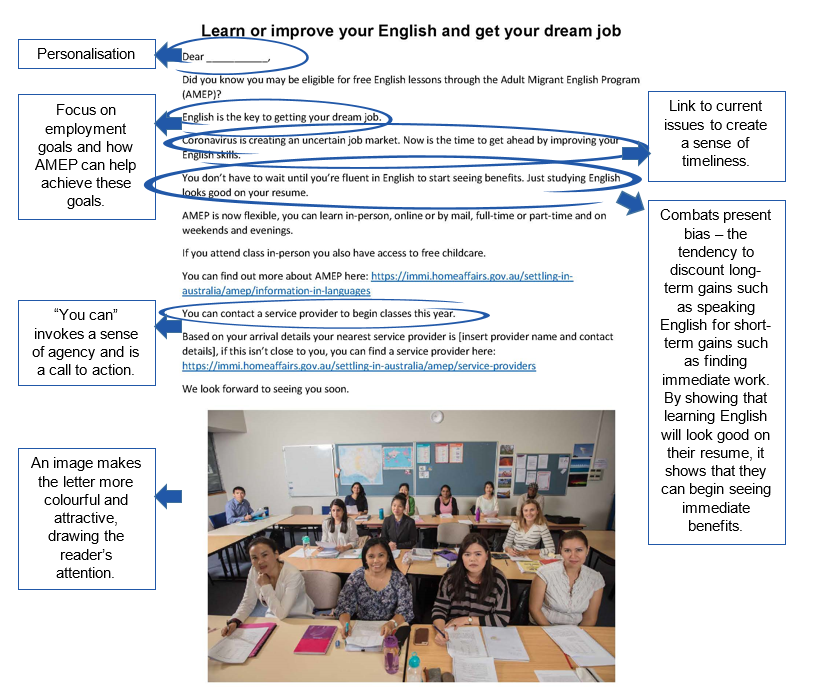 Learn or improve your English and get your dream job
Personalisation
Dear ___________,
Did you know you may be eligible for free English lessons through the Adult Migrant English Program
(AMEP)?
Focus on
employment
goals and how
AMEP can help
achieve these
goals.
English is the key to getting your dream job.
Coronavirus is creating an uncertain job market. Now is the time to get ahead by improving your
English skills.
Link to current
issues to create
a sense of
timeliness.
You don't have to wait until you're fluent in English to start seeing benefits. Just studying English
looks good on your resume.
Combats present
bias – the
tendency to
discount long-
term gains such
as speaking
English for short-
term gains such
as finding
immediate work.
By showing that
learning English
will look good on
their resume, it
shows that they
can begin seeing
immediate
benefits.
AMEP is now flexible, you can learn in-person, online or by mail, full-time or part-time and on
weekends and evenings.
If you attend class in-person you also have access to free childcare.
You can find out more about AMEP here: https://immi.homeaffairs.gov.au/settling-in-
australia/amep/information-in-languages
"You can"
invokes a sense
of agency and is
a call to action.
You can contact a service provider to begin classes this year.
Based on your arrival details your nearest service provider is [insert provider name and contact
details], if this isn't close to you, you can find a service provider here:
https://immi.homeaffairs.gov.au/settling-in-australia/amep/service-providers
We look forward to seeing you soon.
An image makes
the letter more
colourful and
attractive,
drawing the
reader's
attention.